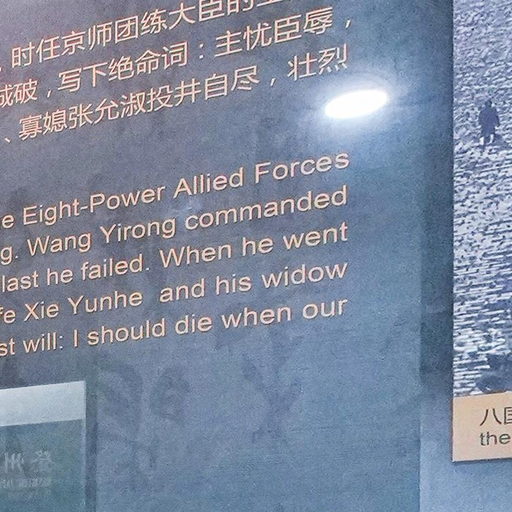 时任京师团练大臣的王
城破，写下绝命词：主忧臣辱，
、寡媳张允淑投井自尽，壮烈
e Eight-Power Allied Forces
g. Wang Yirong commanded
last he failed. When he went
fe Xie Yunhe and his widow
st will: I should die when our
八国
the